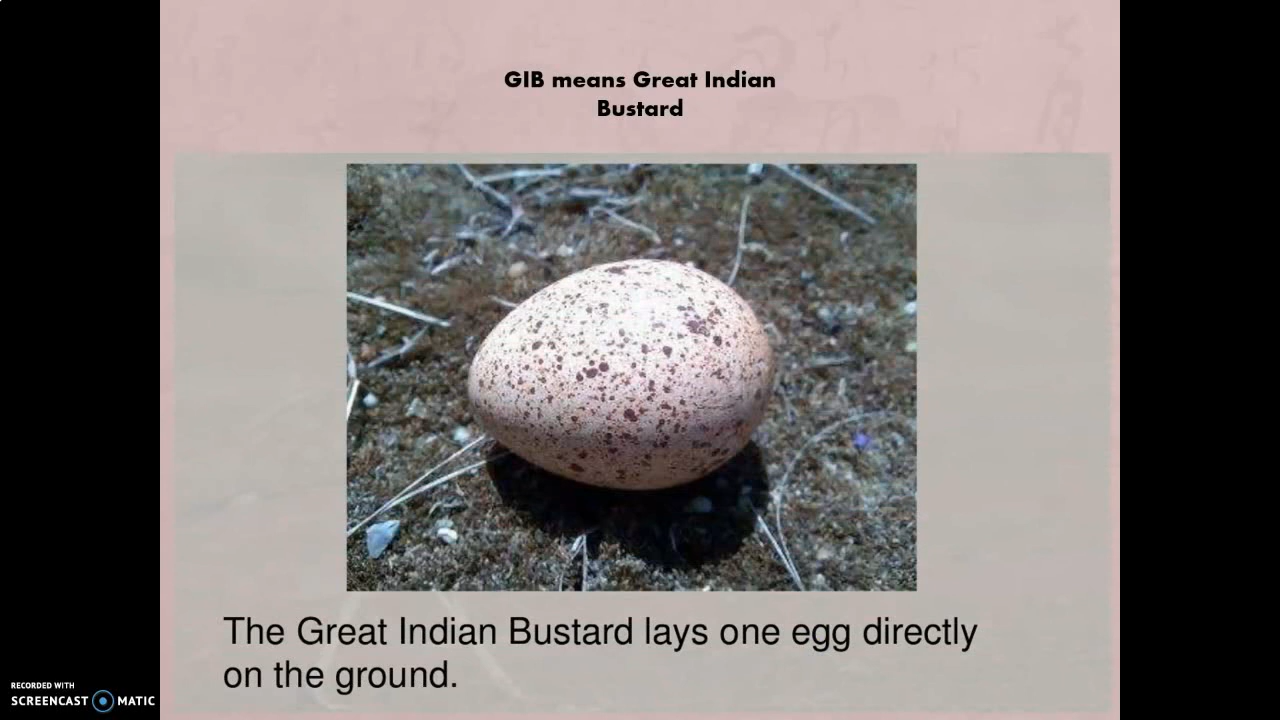 GIB means Great Indian
Bustard
The Great Indian Bustard lays one egg directly
on the ground.
RECORDED WITH
SCREENCAST MATIC